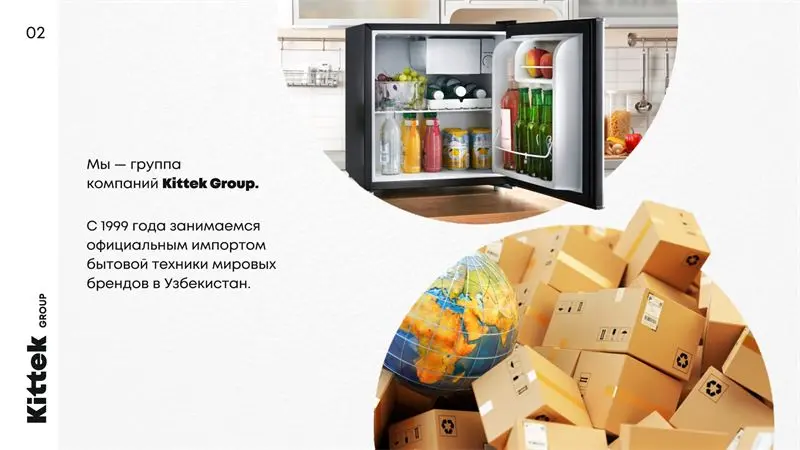 02
Мы — группа
компаний Kittek Group.
С 1999 года занимаемся
официальным импортом
бытовой техники мировых
брендов в Узбекистан.
Kittek GROUP